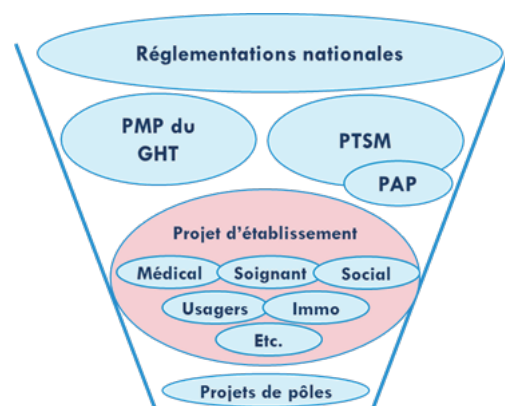 Réglementations nationales
PMP du
GHT
PTSM
PAP
Projet d'établissement
Médical
Soignant
Social
Usagers
Immo
Etc.
Projets de pôles